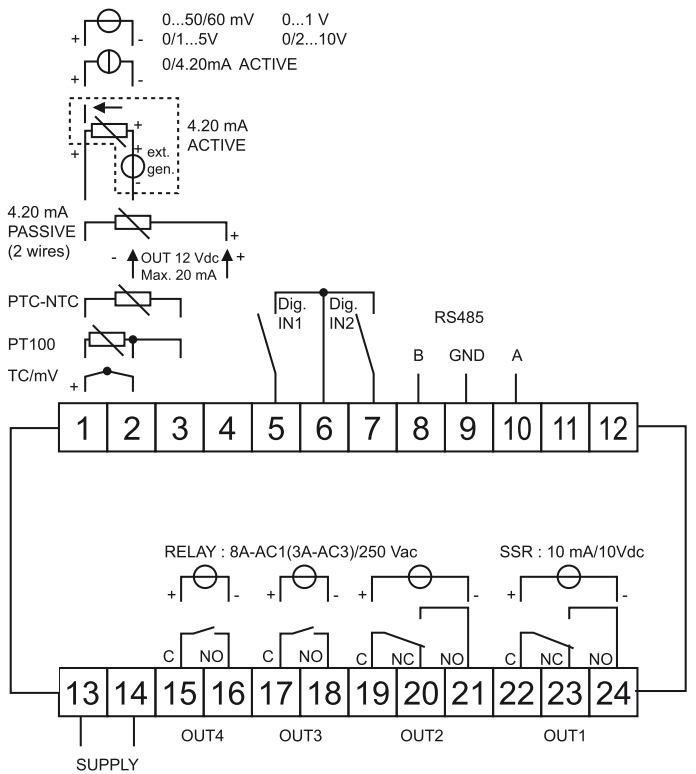 0...50/60 mV 0...1 V
+ - 0/1...5V 0/2...10V
0/4.20mA ACTIVE
+ -
+
4.20 mA
+ + ext. ACTIVE
gen.
-
4.20 mA
PASSIVE +
(2 wires)
- OUT 12 Vdc +
Max. 20 mA
PTC-NTC
Dig. Dig.
IN1 IN2
RS485
PT100
B GND A
TC/mV
+
1 2 3 4 5 6 7 8 9 10 11 12
RELAY : 8A-AC1(3A-AC3)/250 Vac SSR : 10 mA/10Vdc
+ - + - + - + -
C NO C NO C NC NO C NC NO
13 14 15 16 17 18 19 20 21 22 23 24
OUT4 OUT3 OUT2 OUT1
SUPPLY